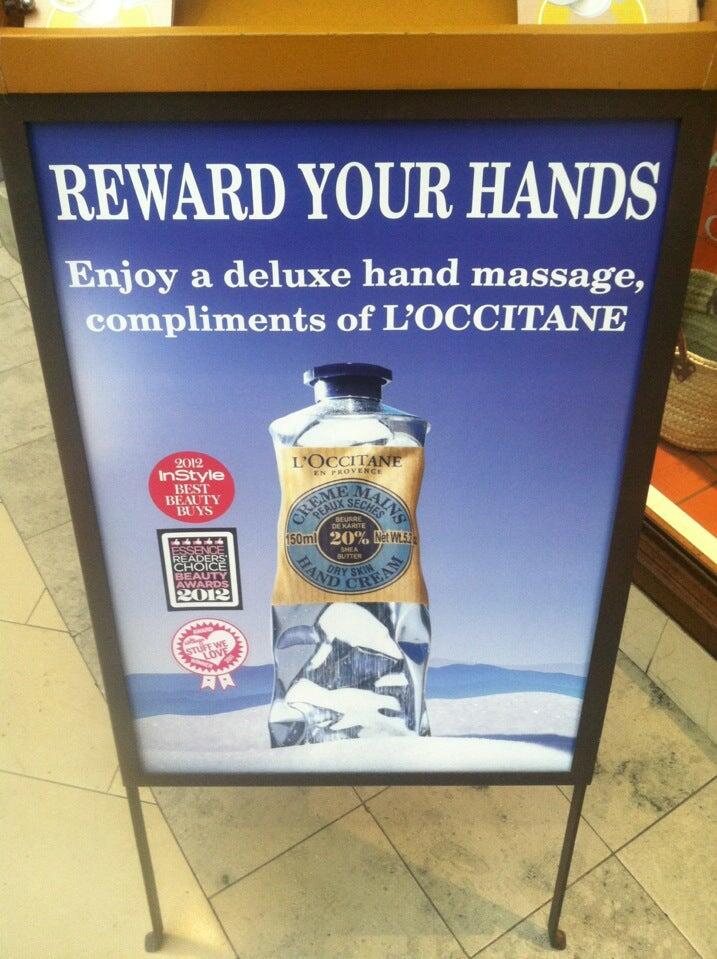 REWARD YOUR HANDS
Enjoy a deluxe hand massage,
compliments of L'OCCITANE
L'OCCITANE
EN PROVENCE
CREME MAINS
PEAUX SECHES
BEURRE
DE KARITE
150ml 20% Net Wt.5.2
SHEA
BUTTER
DRY SKIN
HAND CREAM
2012
InStyle
BEST
BEAUTY
BUYS
ESSENCE
READERS'
CHOICE
BEAUTY
AWARDS
2012
AWARD
STUFF WE
LOVE